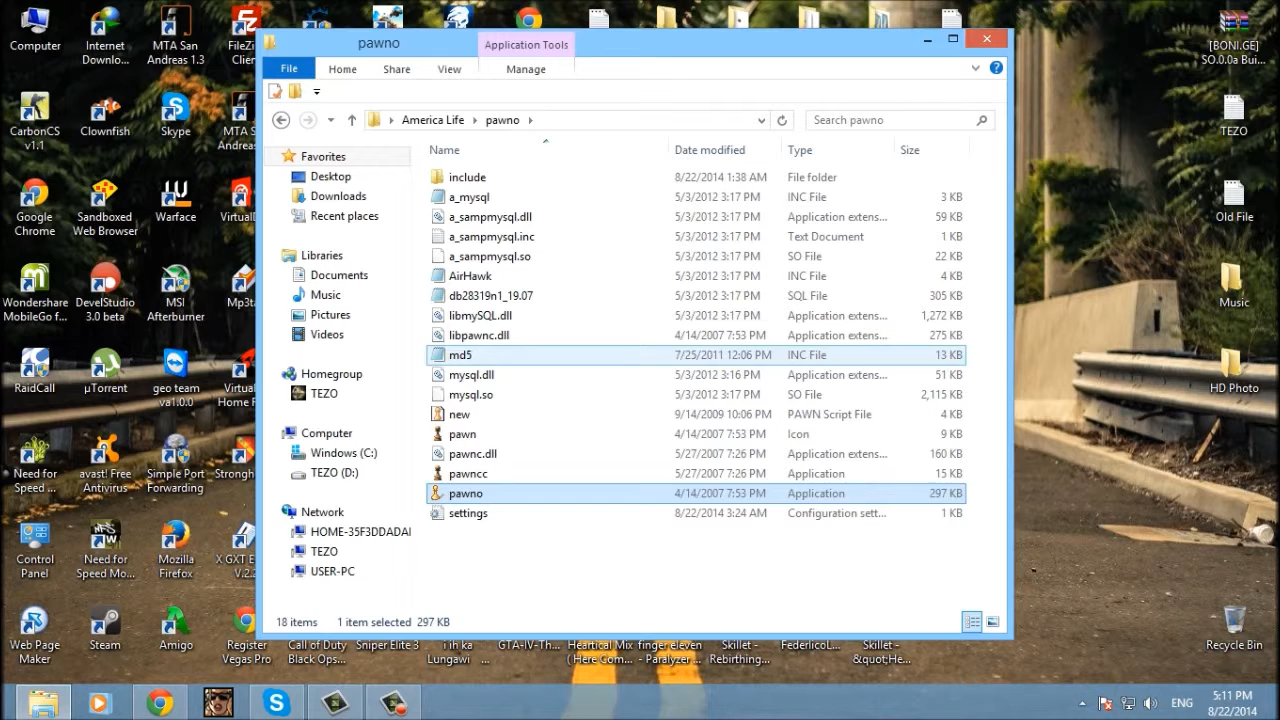 pawno
Application Tools
File
Home
Share
View
Manage
America Life
pawno
Search pawno
Name
Date modified
Type
Size
Favorites
Desktop
Downloads
Recent places
Libraries
Documents
Music
Pictures
Videos
Homegroup
TEZO
Computer
Windows (C:)
TEZO (D:)
Network
HOME-35F3DDADAI
TEZO
USER-PC
include 8/22/2014 1:38 AM File folder
a_mysql 5/3/2012 3:17 PM INC File 3 KB
a_sampmysql.dll 5/3/2012 3:17 PM Application extens... 59 KB
a_sampmysql.inc 5/3/2012 3:17 PM Text Document 1 KB
a_sampmysql.so 5/3/2012 3:17 PM SO File 22 KB
AirHawk 5/3/2012 3:17 PM INC File 4 KB
db28319n1_19.07 5/3/2012 3:17 PM SQL File 305 KB
libmySQL.dll 5/3/2012 3:17 PM Application extens... 1,272 KB
libpawnc.dll 4/14/2007 7:53 PM Application extens... 275 KB
md5 7/25/2011 12:06 PM INC File 13 KB
mysql.dll 5/3/2012 3:16 PM Application extens... 51 KB
mysql.so 5/3/2012 3:17 PM SO File 2,115 KB
new 9/14/2009 10:06 PM PAWN Script File 4 KB
pawn 4/14/2007 7:53 PM Icon 9 KB
pawnc.dll 5/27/2007 7:26 PM Application extens... 160 KB
pawncc 5/27/2007 7:26 PM Application 15 KB
pawno 4/14/2007 7:53 PM Application 297 KB
settings 8/22/2014 3:24 AM Configuration sett... 1 KB
18 items 1 item selected 297 KB
Computer
Internet
Downlo...
MTA San
Andreas 1.3
FileZi
Client
CarbonCS
v1.1
Clownfish
Skype
MTA S
Andreas
Google
Chrome
Sandboxed
Web Browser
Warface
VirtualD
Wondershare
MobileGo f...
DevelStudio
3.0 beta
MSI
Afterburner
Mp3ta
RaidCall
µTorrent
geo team
va1.0.0
Virtua
Home F
Need for
Speed ...
avast! Free
Antivirus
Simple Port
Forwarding
Strongh
Control
Panel
Need for
Speed Mo...
Mozilla
Firefox
X GXT E
V.2.
Web Page
Maker
Steam
Amigo
Register
Vegas Pro
Call of Duty
Black Ops...
Sniper Elite 3
Lungawi ...
GTA-IV-Th...
Heartical Mix
( Here Com...
finger eleven
- Paralyzer ...
Skillet -
Rebirthing...
FederlicoL...
Skillet -
&quot;He...
[BONI.GE]
SO.0.0a Bui...
TEZO
Old File
Music
HD Photo
Recycle Bin
ENG
5:11 PM
8/22/2014